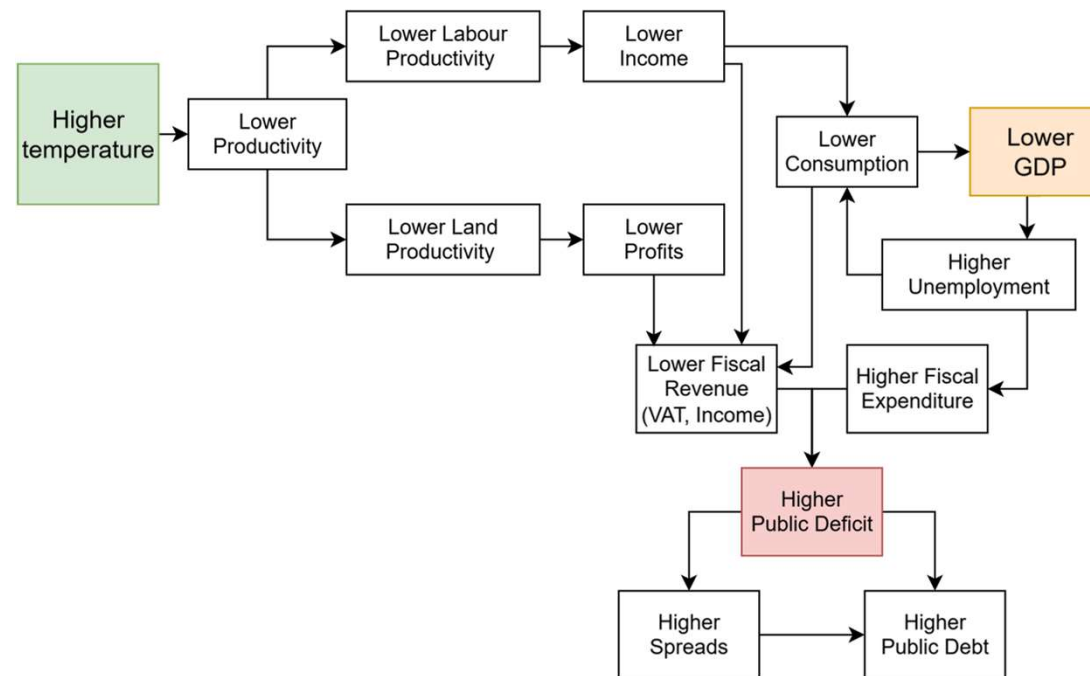 Higher
temperature
Lower
Productivity
Lower Labour
Productivity
Lower
Income
Lower Land
Productivity
Lower
Profits
Lower
Consumption
Lower
GDP
Higher
Unemployment
Lower Fiscal
Revenue
(VAT, Income)
Higher Fiscal
Expenditure
Higher
Public Deficit
Higher
Spreads
Higher
Public Debt